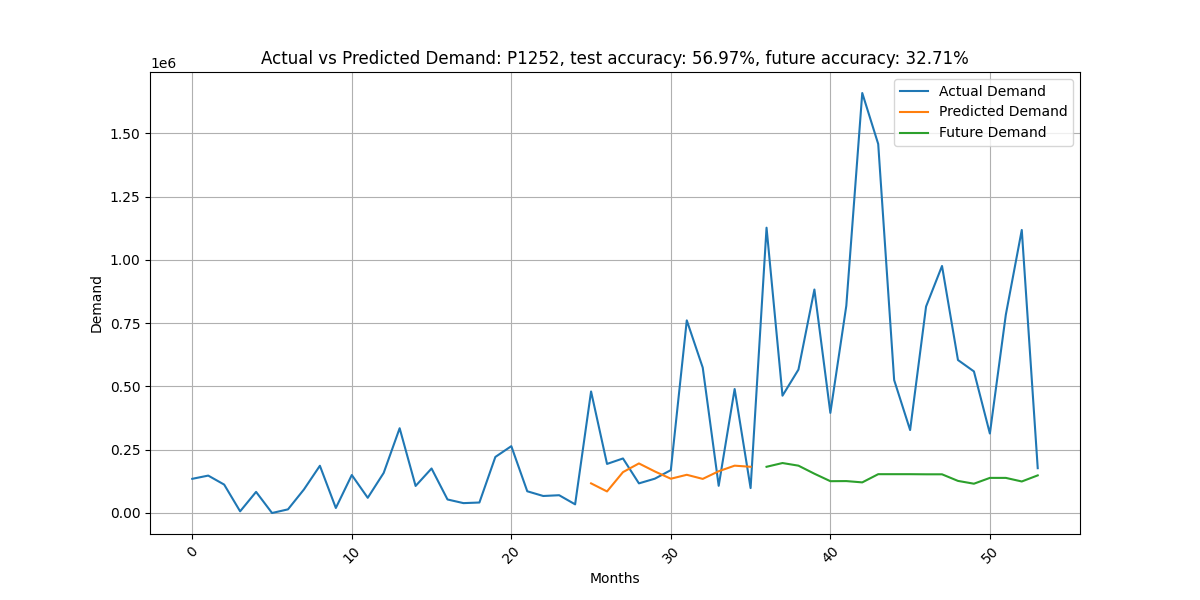 Actual vs Predicted Demand: P1252, test accuracy: 56.97%, future accuracy: 32.71%
1e6
Actual Demand
Predicted Demand
Future Demand
1.50
1.25
1.00
0.75
0.50
0.25
0.00
Demand
0 10 20 30 40 50
Months